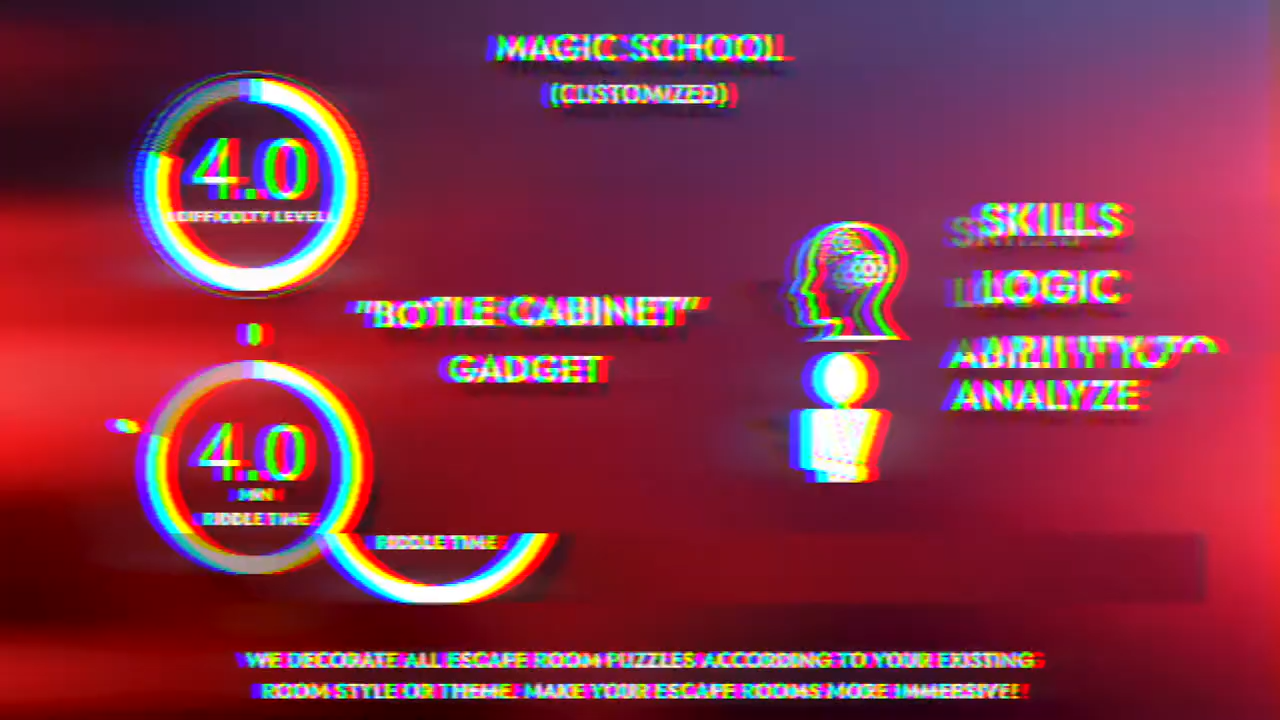 MAGIC SCHOOL
(CUSTOMIZED)
4.0
DIFFICULTY LEVEL
"BOTLE CABINET"
GADGET
SKILLS
LOGIC
ABILITY TO
ANALYZE
4.0
MIN
RIDDLE TIME
RIDDLE TIME
WE DECORATE ALL ESCAPE ROOM PUZZLES ACCORDING TO YOUR EXISTING
ROOM STYLE OR THEME. MAKE YOUR ESCAPE ROOMS MORE IMMERSIVE!